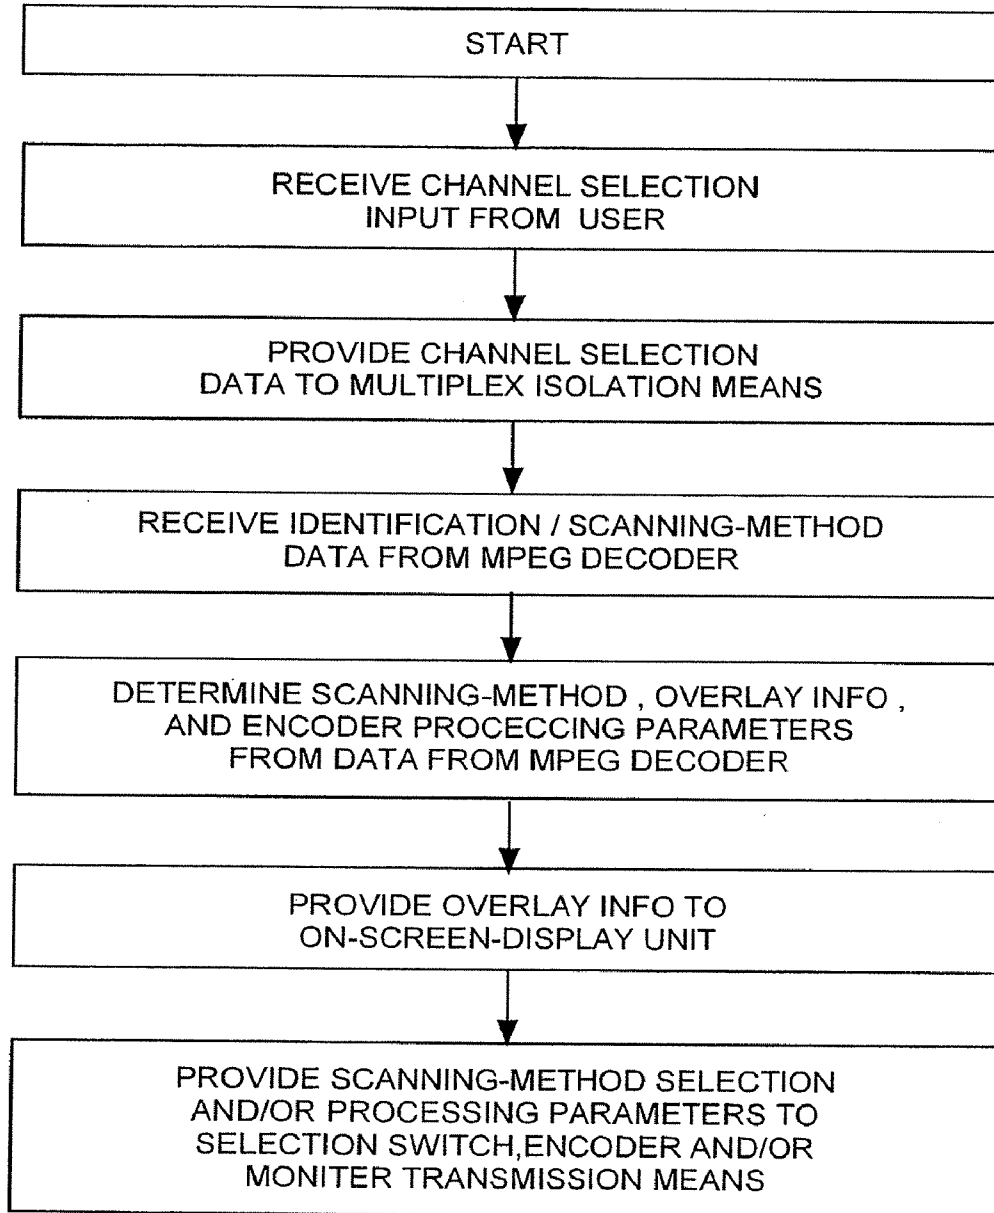 START
RECEIVE CHANNEL SELECTION
INPUT FROM USER
PROVIDE CHANNEL SELECTION
DATA TO MULTIPLEX ISOLATION MEANS
RECEIVE IDENTIFICATION / SCANNING-METHOD
DATA FROM MPEG DECODER
DETERMINE SCANNING-METHOD , OVERLAY INFO ,
AND ENCODER PROCECCING PARAMETERS
FROM DATA FROM MPEG DECODER
PROVIDE OVERLAY INFO TO
ON-SCREEN-DISPLAY UNIT
PROVIDE SCANNING-METHOD SELECTION
AND/OR PROCESSING PARAMETERS TO
SELECTION SWITCH,ENCODER AND/OR
MONITER TRANSMISSION MEANS